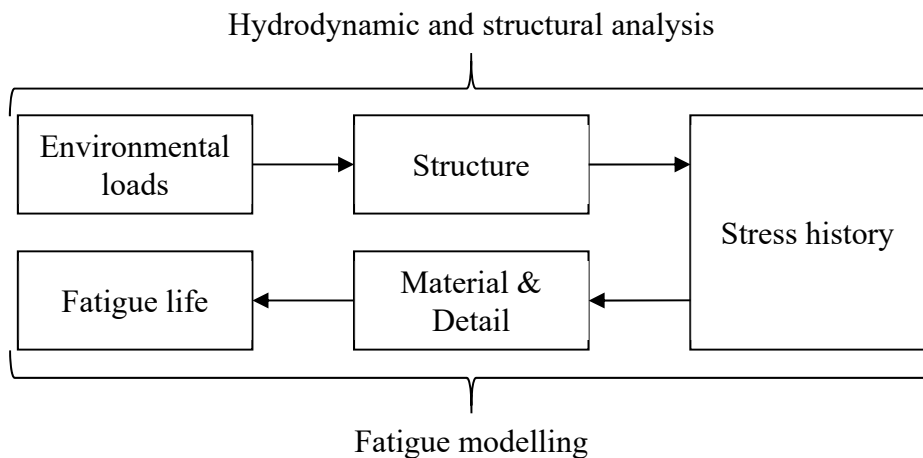 Hydrodynamic and structural analysis
Environmental
loads
Structure
Stress history
Fatigue life
Material &
Detail
Fatigue modelling